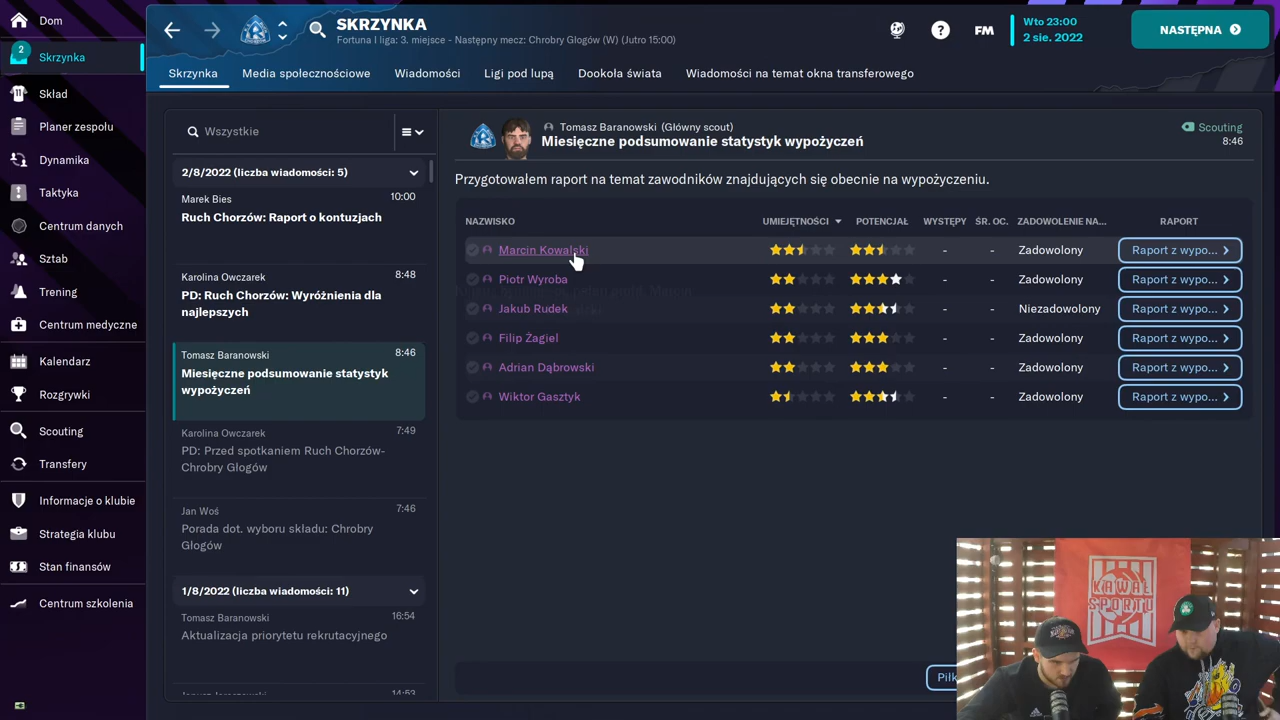 Dom
2
Skrzynka
Skład
Planer zespołu
Dynamika
Taktyka
Centrum danych
Sztab
Trening
Centrum medyczne
Kalendarz
Rozgrywki
Scouting
Transfery
Informacje o klubie
Strategia klubu
Stan finansów
Centrum szkolenia
SKRZYNKA
Fortuna I liga: 3. miejsce - Następny mecz: Chrobry Głogów (W) (Jutro 15:00)
FM
Wto 23:00
2 sie. 2022
NASTĘPNA
Skrzynka
Media społecznościowe
Wiadomości
Ligi pod lupą
Dookoła świata
Wiadomości na temat okna transferowego
Wszystkie
2/8/2022 (liczba wiadomości: 5)
Marek Bies 10:00
Ruch Chorzów: Raport o kontuzjach
Karolina Owczarek 8:48
PD: Ruch Chorzów: Wyróżnienia dla
najlepszych
Tomasz Baranowski 8:46
Miesięczne podsumowanie statystyk
wypożyczeń
Karolina Owczarek 7:49
PD: Przed spotkaniem Ruch Chorzów-
Chrobry Głogów
Jan Woś 7:46
Porada dot. wyboru składu: Chrobry
Głogów
1/8/2022 (liczba wiadomości: 11)
Tomasz Baranowski 16:54
Aktualizacja priorytetu rekrutacyjnego
14:53
Tomasz Baranowski (Główny scout)
Miesięczne podsumowanie statystyk wypożyczeń
Scouting
8:46
Przygotowałem raport na temat zawodników znajdujących się obecnie na wypożyczeniu.
NAZWISKO UMIEJĘTNOŚCI POTENCJAŁ WYSTĘPY ŚR. OC. ZADOWOLENIE NA... RAPORT
Marcin Kowalski - - Zadowolony Raport z wypo...
Piotr Wyroba - - Zadowolony Raport z wypo...
Jakub Rudek - - Niezadowolony Raport z wypo...
Filip Żagiel - - Zadowolony Raport z wypo...
Adrian Dąbrowski - - Zadowolony Raport z wypo...
Wiktor Gasztyk - - Zadowolony Raport z wypo...
KAWAŁ
SPORTU